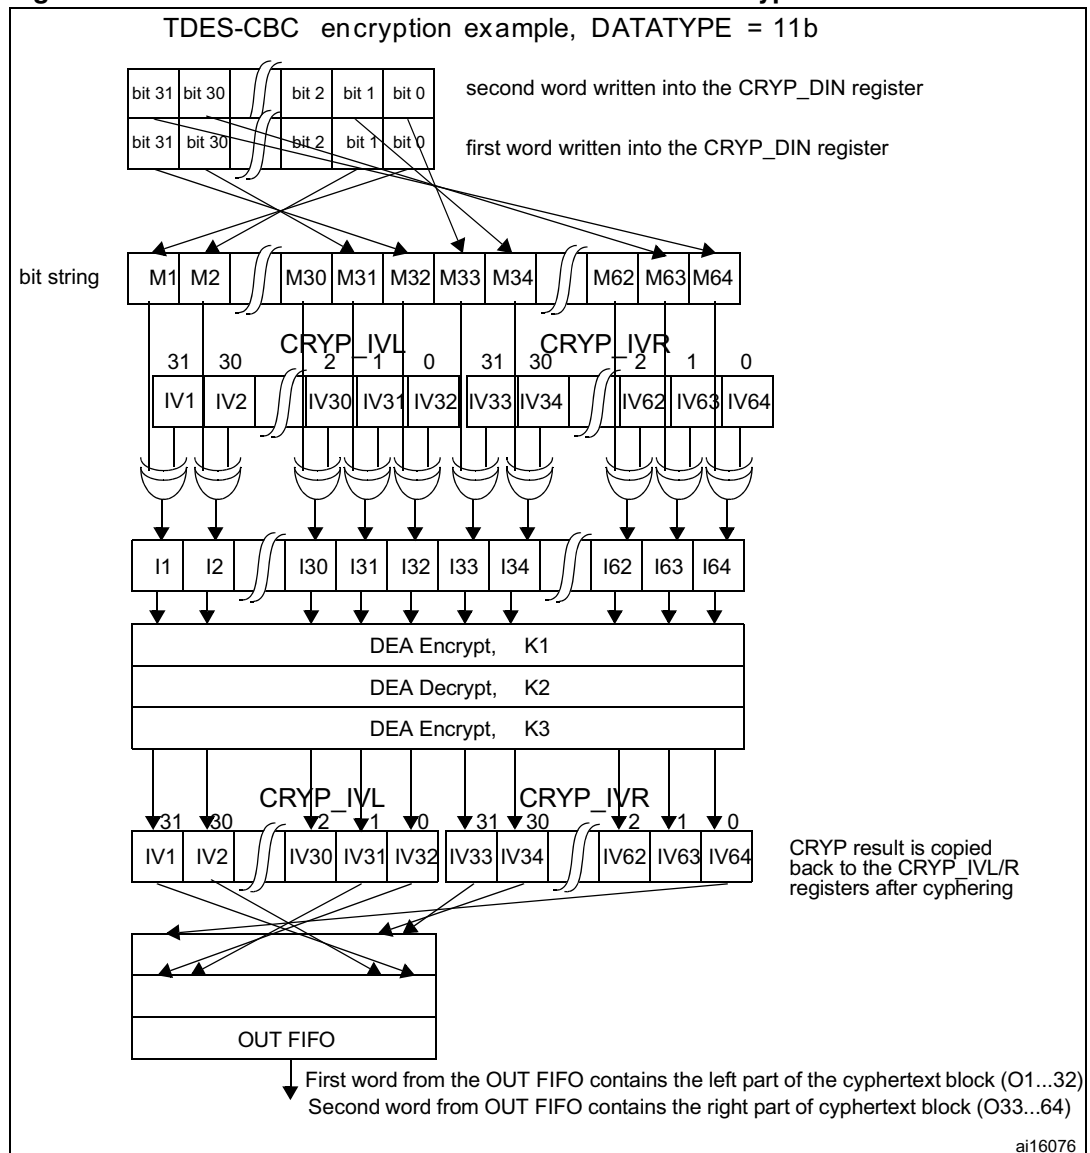 TDES-CBC encryption example, DATATYPE = 11b
bit 31 bit 30 bit 2 bit 1 bit 0 second word written into the CRYP_DIN register
bit 31 bit 30 bit 2 bit 1 bit 0 first word written into the CRYP_DIN register
bit string M1 M2 M30 M31 M32 M33 M34 M62 M63 M64
CRYP_IVL CRYP_IVR
31 30 2 1 0 31 30 2 1 0
IV1 IV2 IV30 IV31 IV32 IV33 IV34 IV62 IV63 IV64
I1 I2 I30 I31 I32 I33 I34 I62 I63 I64
DEA Encrypt, K1
DEA Decrypt, K2
DEA Encrypt, K3
CRYP_IVL CRYP_IVR
31 30 2 1 0 31 30 2 1 0
IV1 IV2 IV30 IV31 IV32 IV33 IV34 IV62 IV63 IV64
CRYP result is copied
back to the CRYP_IVL/R
registers after cyphering
OUT FIFO
First word from the OUT FIFO contains the left part of the cyphertext block (O1...32)
Second word from OUT FIFO contains the right part of cyphertext block (O33...64)
ai16076